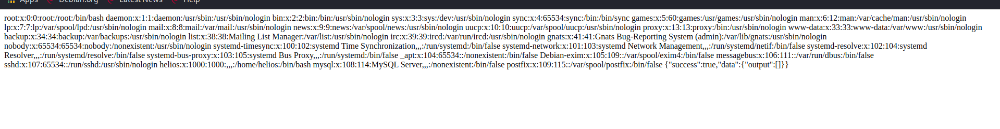 Apps Debian.org Latest News Help
root:x:0:0:root:/root:/bin/bash daemon:x:1:1:daemon:/usr/sbin:/usr/sbin/nologin bin:x:2:2:bin:/bin:/usr/sbin/nologin sys:x:3:3:sys:/dev:/usr/sbin/nologin sync:x:4:65534:sync:/bin:/bin/sync games:x:5:60:games:/usr/games:/usr/sbin/nologin man:x:6:12:man:/var/cache/man:/usr/sbin/nologin
lp:x:7:7:lp:/var/spool/lpd:/usr/sbin/nologin mail:x:8:8:mail:/var/mail:/usr/sbin/nologin news:x:9:9:news:/var/spool/news:/usr/sbin/nologin uucp:x:10:10:uucp:/var/spool/uucp:/usr/sbin/nologin proxy:x:13:13:proxy:/bin:/usr/sbin/nologin www-data:x:33:33:www-data:/var/www:/usr/sbin/nologin
backup:x:34:34:backup:/var/backups:/usr/sbin/nologin list:x:38:38:Mailing List Manager:/var/list:/usr/sbin/nologin irc:x:39:39:ircd:/var/run/ircd:/usr/sbin/nologin gnats:x:41:41:Gnats Bug-Reporting System (admin):/var/lib/gnats:/usr/sbin/nologin
nobody:x:65534:65534:nobody:/nonexistent:/usr/sbin/nologin systemd-timesync:x:100:102:systemd Time Synchronization,,,:/run/systemd:/bin/false systemd-network:x:101:103:systemd Network Management,,,:/run/systemd/netif:/bin/false systemd-resolve:x:102:104:systemd
Resolver,,,:/run/systemd/resolve:/bin/false systemd-bus-proxy:x:103:105:systemd Bus Proxy,,,:/run/systemd:/bin/false _apt:x:104:65534::/nonexistent:/bin/false Debian-exim:x:105:109::/var/spool/exim4:/bin/false messagebus:x:106:111::/var/run/dbus:/bin/false
sshd:x:107:65534::/run/sshd:/usr/sbin/nologin helios:x:1000:1000:,,,:/home/helios:/bin/bash mysql:x:108:114:MySQL Server,,,:/nonexistent:/bin/false postfix:x:109:115::/var/spool/postfix:/bin/false {"success":true,"data":{"output":[]}}